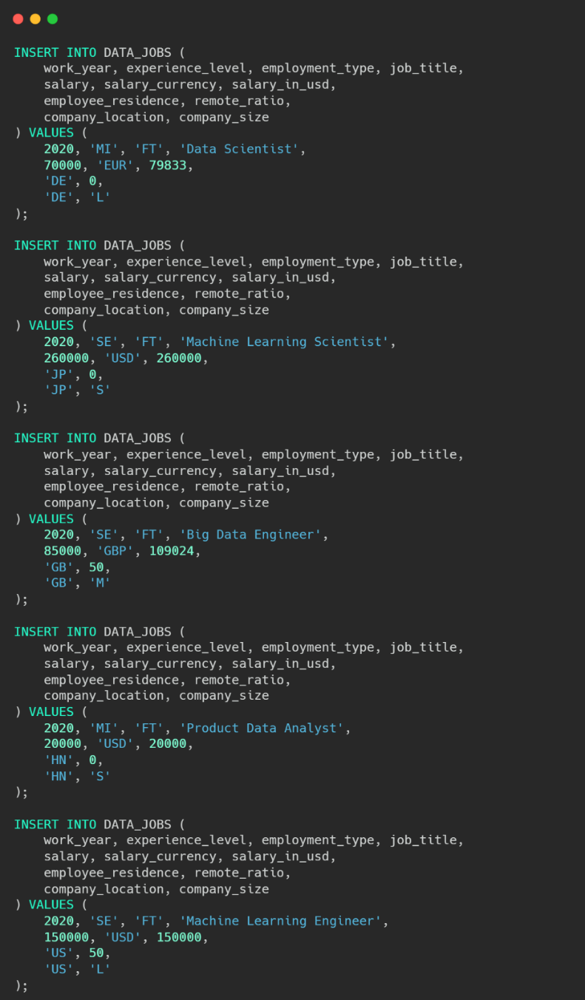 INSERT INTO DATA_JOBS (
    work_year, experience_level, employment_type, job_title,
    salary, salary_currency, salary_in_usd,
    employee_residence, remote_ratio,
    company_location, company_size
) VALUES (
    2020, 'MI', 'FT', 'Data Scientist',
    70000, 'EUR', 79833,
    'DE', 0,
    'DE', 'L'
);
INSERT INTO DATA_JOBS (
    work_year, experience_level, employment_type, job_title,
    salary, salary_currency, salary_in_usd,
    employee_residence, remote_ratio,
    company_location, company_size
) VALUES (
    2020, 'SE', 'FT', 'Machine Learning Scientist',
    260000, 'USD', 260000,
    'JP', 0,
    'JP', 'S'
);
INSERT INTO DATA_JOBS (
    work_year, experience_level, employment_type, job_title,
    salary, salary_currency, salary_in_usd,
    employee_residence, remote_ratio,
    company_location, company_size
) VALUES (
    2020, 'SE', 'FT', 'Big Data Engineer',
    85000, 'GBP', 109024,
    'GB', 50,
    'GB', 'M'
);
INSERT INTO DATA_JOBS (
    work_year, experience_level, employment_type, job_title,
    salary, salary_currency, salary_in_usd,
    employee_residence, remote_ratio,
    company_location, company_size
) VALUES (
    2020, 'MI', 'FT', 'Product Data Analyst',
    20000, 'USD', 20000,
    'HN', 0,
    'HN', 'S'
);
INSERT INTO DATA_JOBS (
    work_year, experience_level, employment_type, job_title,
    salary, salary_currency, salary_in_usd,
    employee_residence, remote_ratio,
    company_location, company_size
) VALUES (
    2020, 'SE', 'FT', 'Machine Learning Engineer',
    150000, 'USD', 150000,
    'US', 50,
    'US', 'L'
);